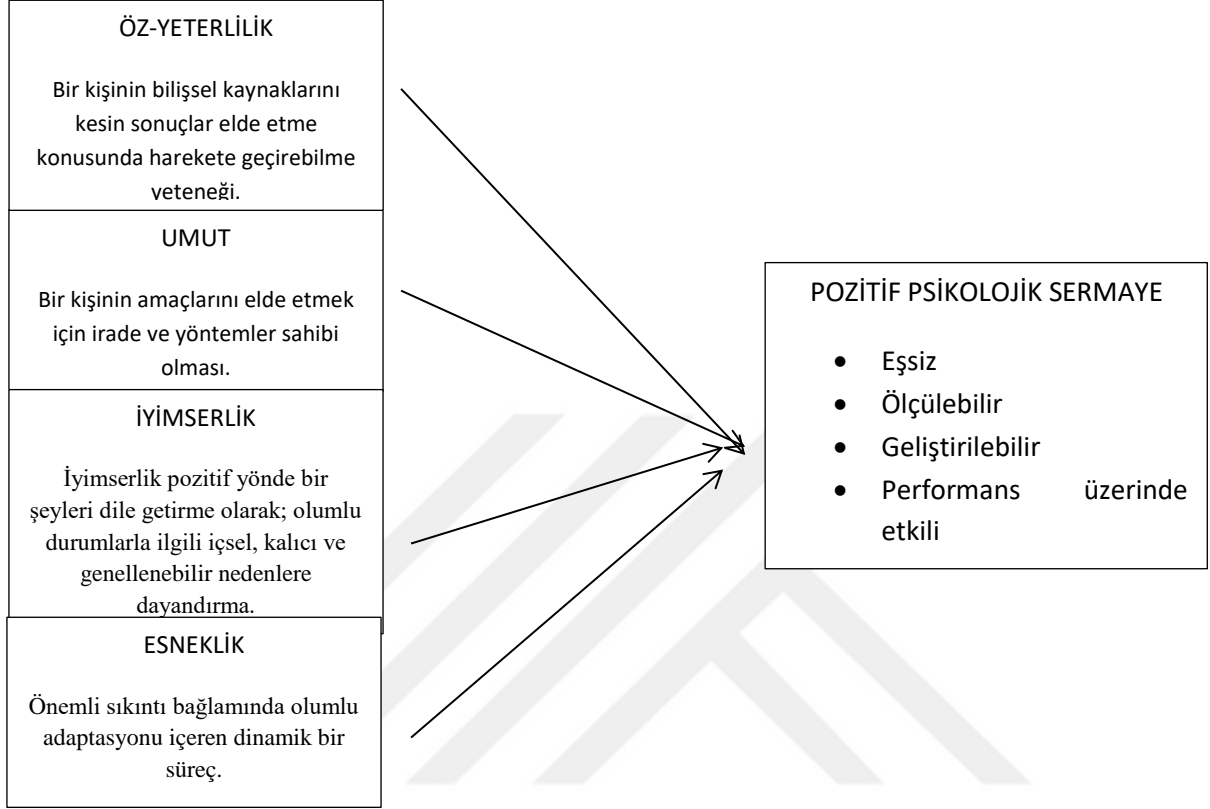 ÖZ-YETERLİLİK
Bir kişinin bilişsel kaynaklarını
kesin sonuçlar elde etme
konusunda harekete geçirebilme
yeteneği.
UMUT
Bir kişinin amaçlarını elde etmek
için irade ve yöntemler sahibi
olması.
İYİMSERLİK
İyimserlik pozitif yönde bir
şeyleri dile getirme olarak; olumlu
durumlarla ilgili içsel, kalıcı ve
genellenebilir nedenlere
dayandırma.
ESNEKLİK
Önemli sıkıntı bağlamında olumlu
adaptasyonu içeren dinamik bir
süreç.
POZİTİF PSİKOLOJİK SERMAYE
• Eşsiz
• Ölçülebilir
• Geliştirilebilir
• Performans üzerinde
etkili